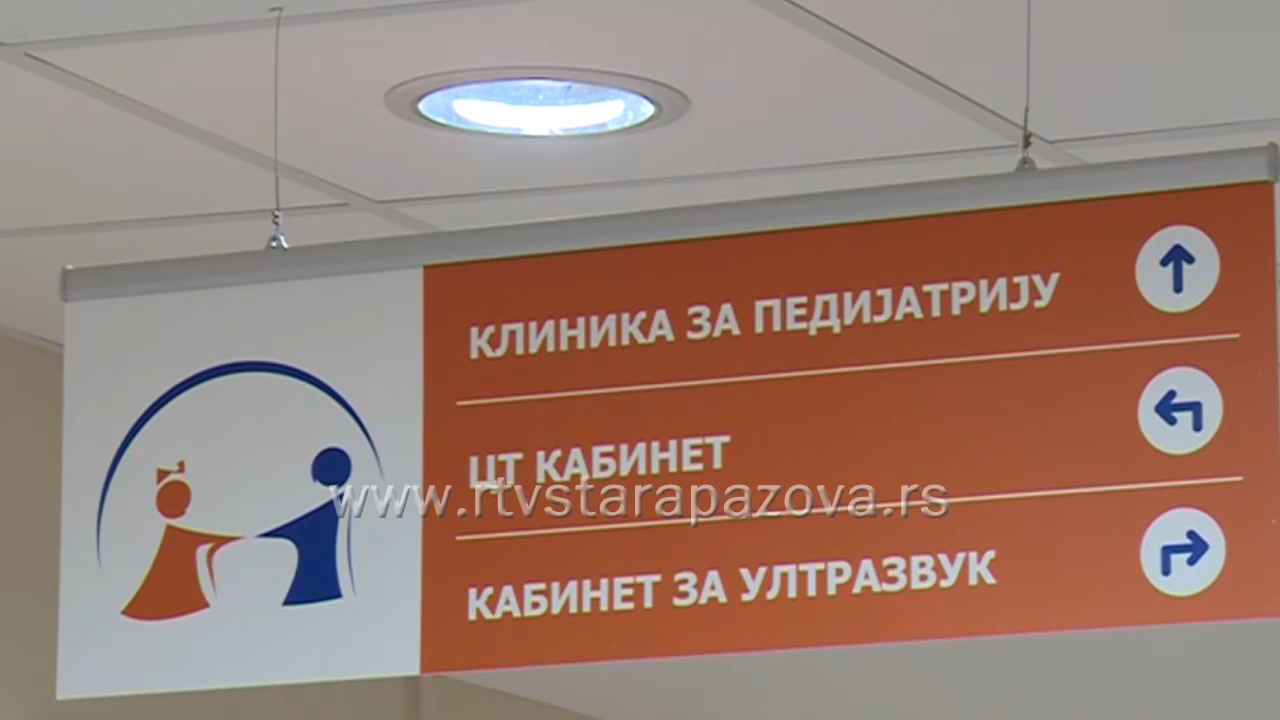 КЛИНИКА ЗА ПЕДИЈАТРИЈУ
ЦТ КАБИНЕТ
www.rtvstarapazova.rs
КАБИНЕТ ЗА УЛТРАЗВУК